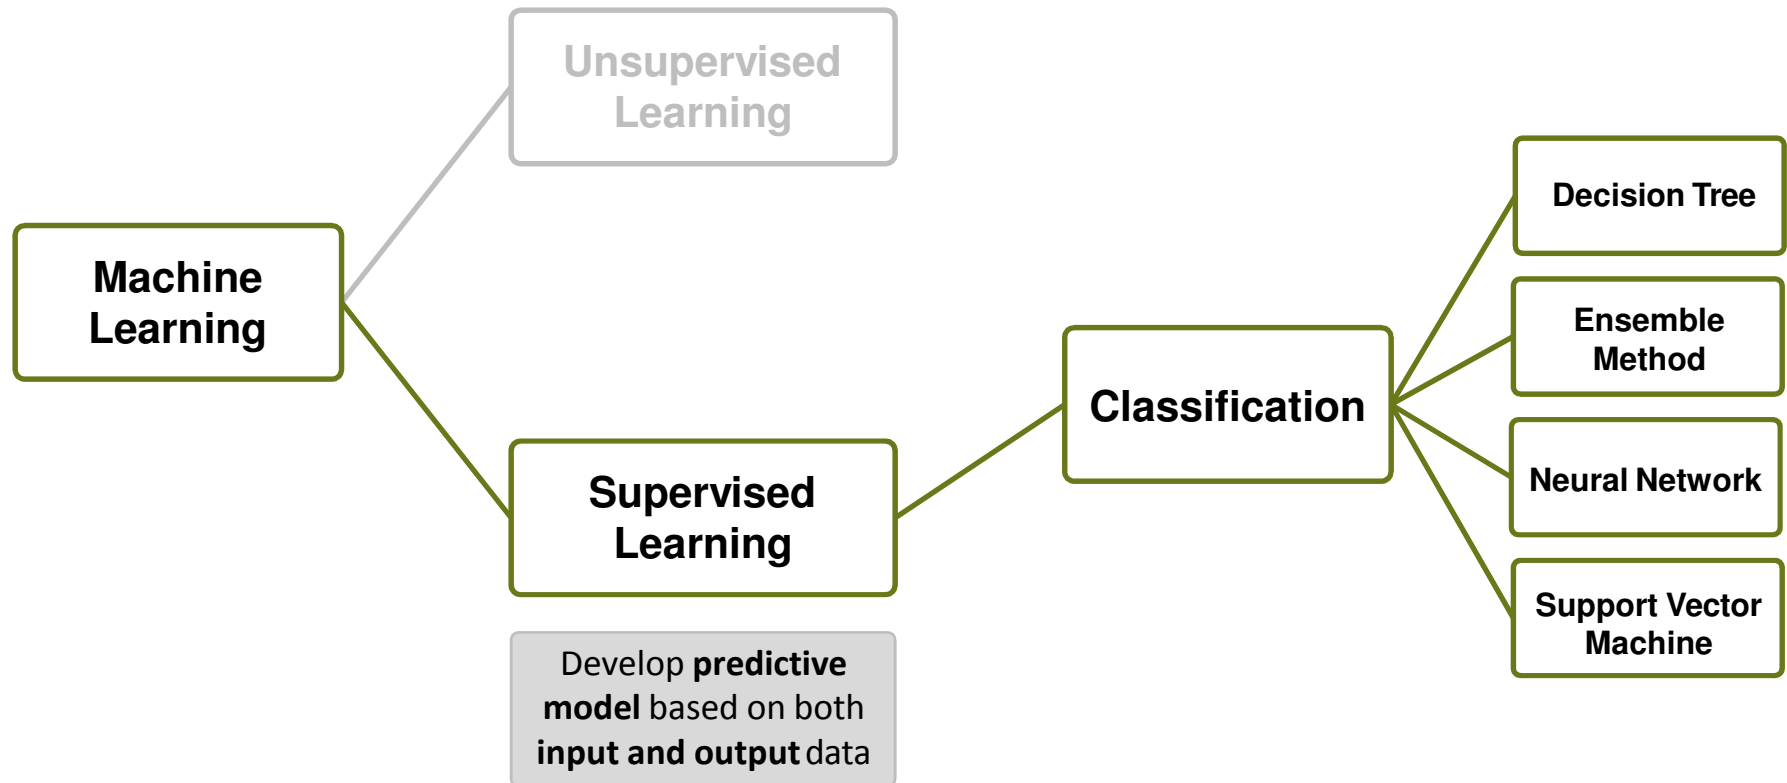 Unsupervised
Learning
Machine
Learning
Supervised
Learning
Develop predictive
model based on both
input and output data
Classification
Decision Tree
Ensemble
Method
Neural Network
Support Vector
Machine